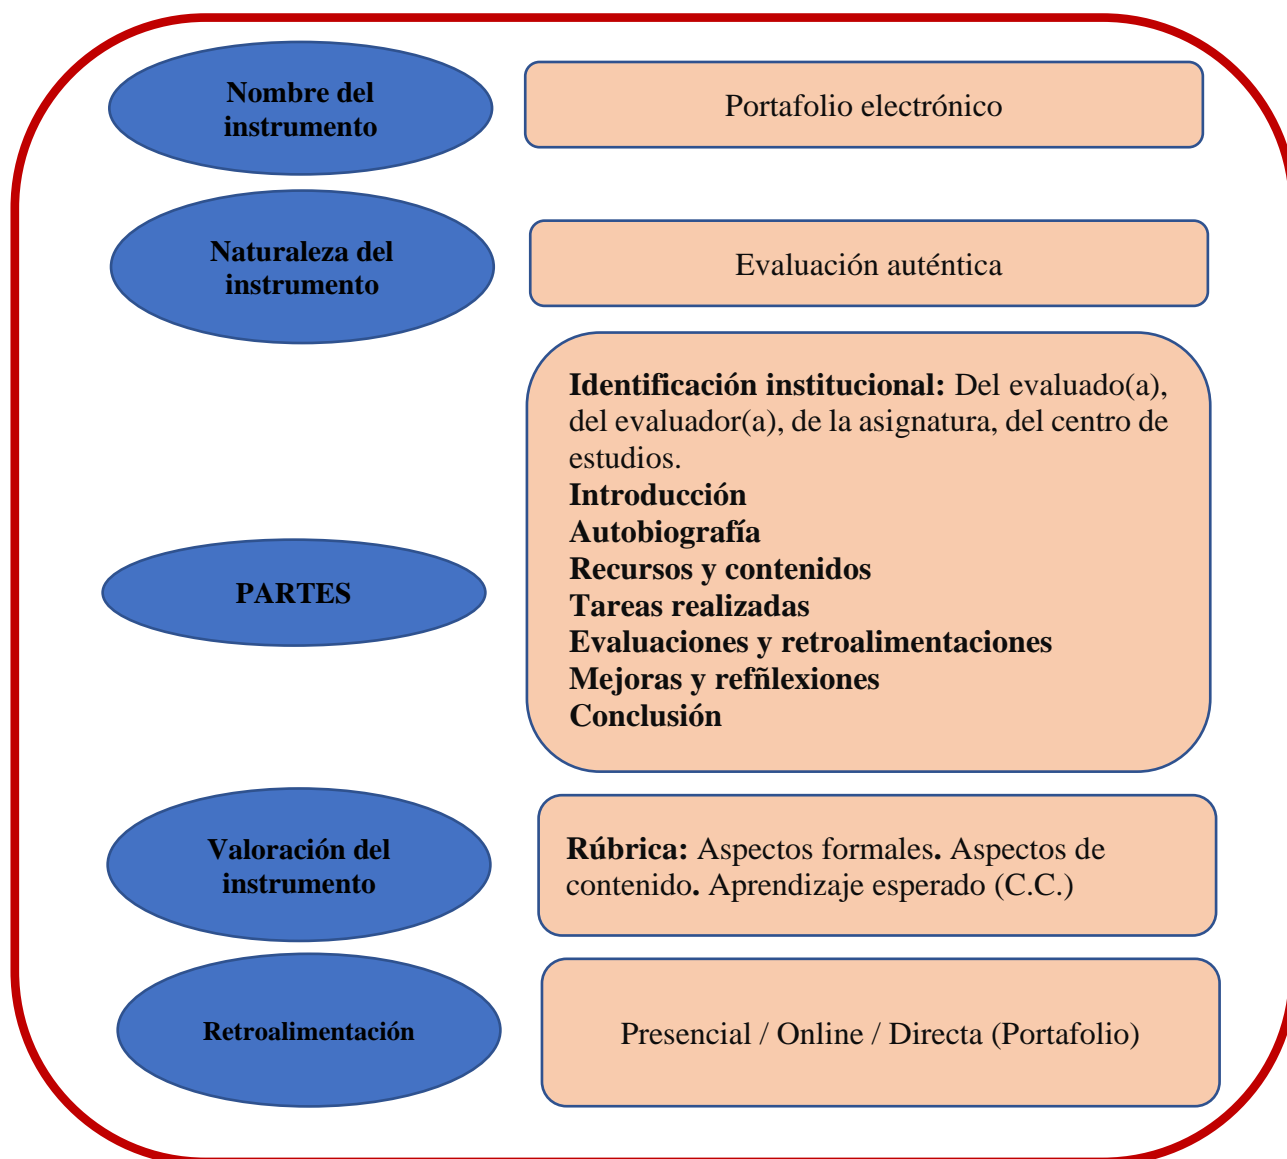 Nombre del
instrumento
Portafolio electrónico
Naturaleza del
instrumento
Evaluación auténtica
PARTES
Identificación institucional: Del evaluado(a),
del evaluador(a), de la asignatura, del centro de
estudios.
Introducción
Autobiografía
Recursos y contenidos
Tareas realizadas
Evaluaciones y retroalimentaciones
Mejoras y refñlexiones
Conclusión
Valoración del
instrumento
Rúbrica: Aspectos formales. Aspectos de
contenido. Aprendizaje esperado (C.C.)
Retroalimentación
Presencial / Online / Directa (Portafolio)